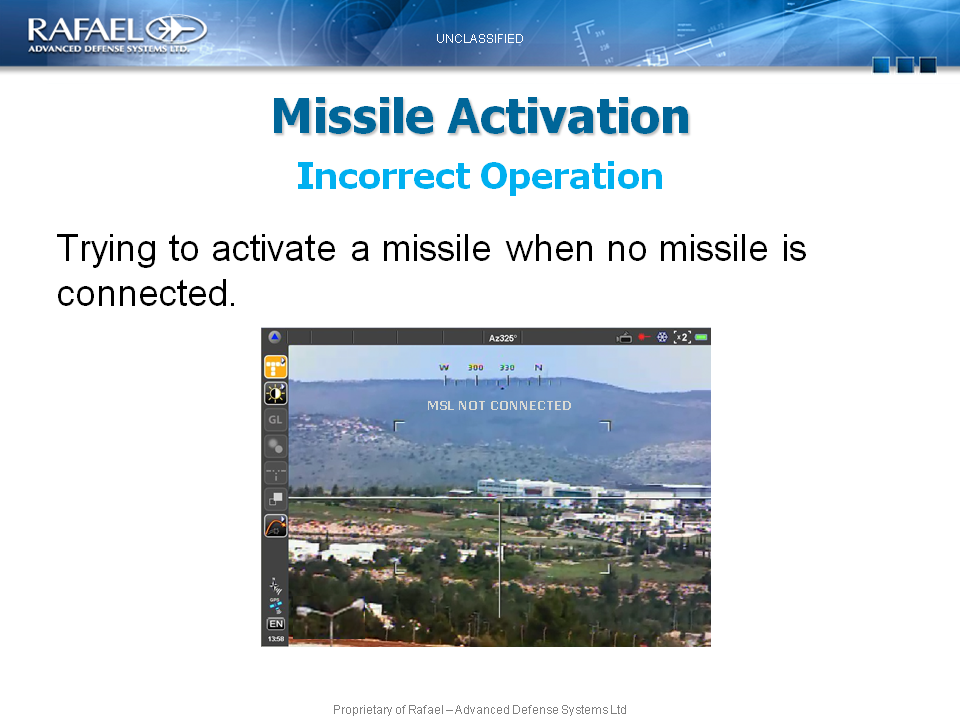 RAFAEL
ADVANCED DEFENSE SYSTEMS LTD.
UNCLASSIFIED
Missile Activation
Incorrect Operation
Trying to activate a missile when no missile is
connected.
Az325°
x2
W 300 330 N
MSL NOT CONNECTED
GL
GPS
EN
13:58
Proprietary of Rafael – Advanced Defense Systems Ltd